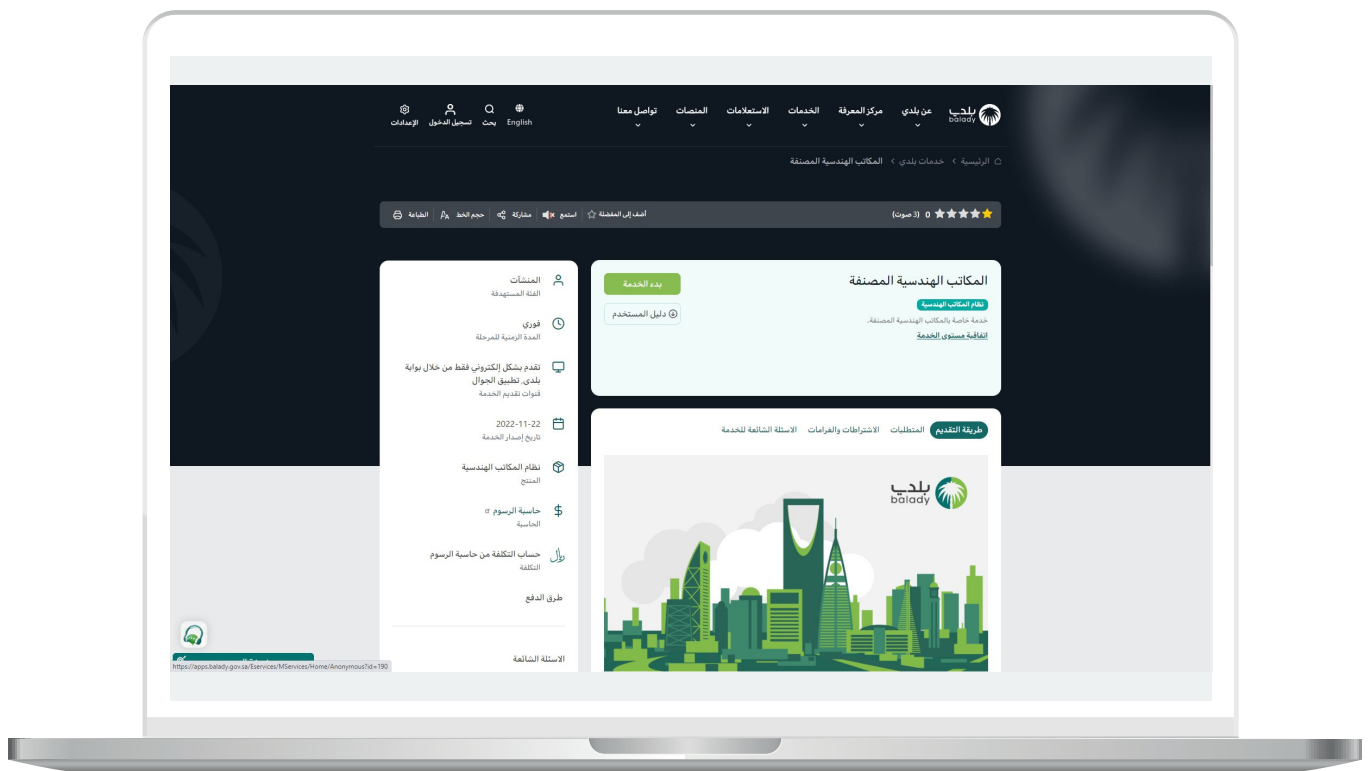 بلدي
balady
عن بلدي
مركز المعرفة
الخدمات
الاستعلامات
المنصات
تواصل معنا
English
بحث
تسجيل الدخول
الإعدادات
الرئيسية › خدمات بلدي › المكاتب الهندسية المصنفة
0 (3 صوت)
أضف إلى المفضلة
استمع
مشاركة
حجم الخط
الطباعة
المكاتب الهندسية المصنفة
نظام المكاتب الهندسية
خدمة خاصة بالمكاتب الهندسية المصنفة.
اتفاقية مستوى الخدمة
بدء الخدمة
دليل المستخدم
طريقة التقديم
المتطلبات
الاشتراطات والغرامات
الاسئلة الشائعة للخدمة
بلدي
balady
المنشآت
الفئة المستهدفة
فوري
المدة الزمنية للمرحلة
تقدم بشكل إلكتروني فقط من خلال بوابة
بلدي, تطبيق الجوال
قنوات تقديم الخدمة
2022-11-22
تاريخ إصدار الخدمة
نظام المكاتب الهندسية
المنتج
حاسبة الرسوم
الحاسبة
حساب التكلفة من حاسبة الرسوم
التكلفة
طرق الدفع
الاسئلة الشائعة
https://apps.balady.gov.sa/Eservices/MServices/Home/Anonymous?id=190